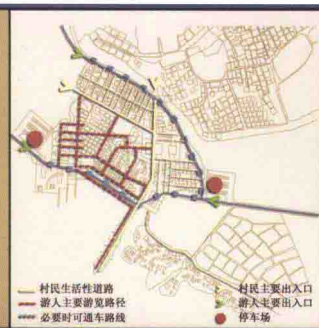 村民生活性道路
游人主要游览路径
必要时可通车路线
村民主要出入口
游人主要出入口
停车场